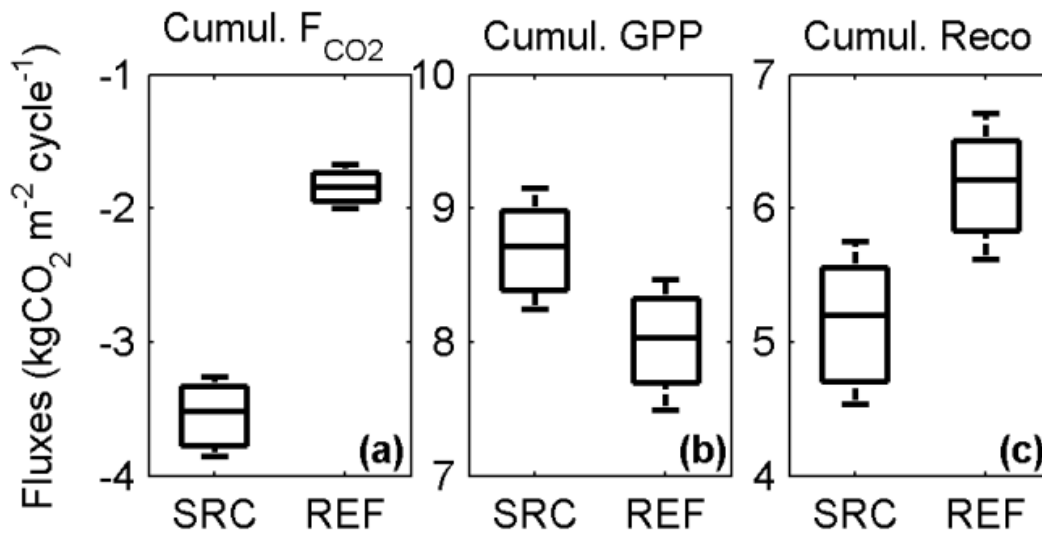 Cumul. F_CO2 Cumul. GPP Cumul. Reco
Fluxes (kgCO2 m-2 cycle-1)
-1 10 7
-2 9 6
-3 8 5
-4 7 4
(a) (b) (c)
SRC REF SRC REF SRC REF